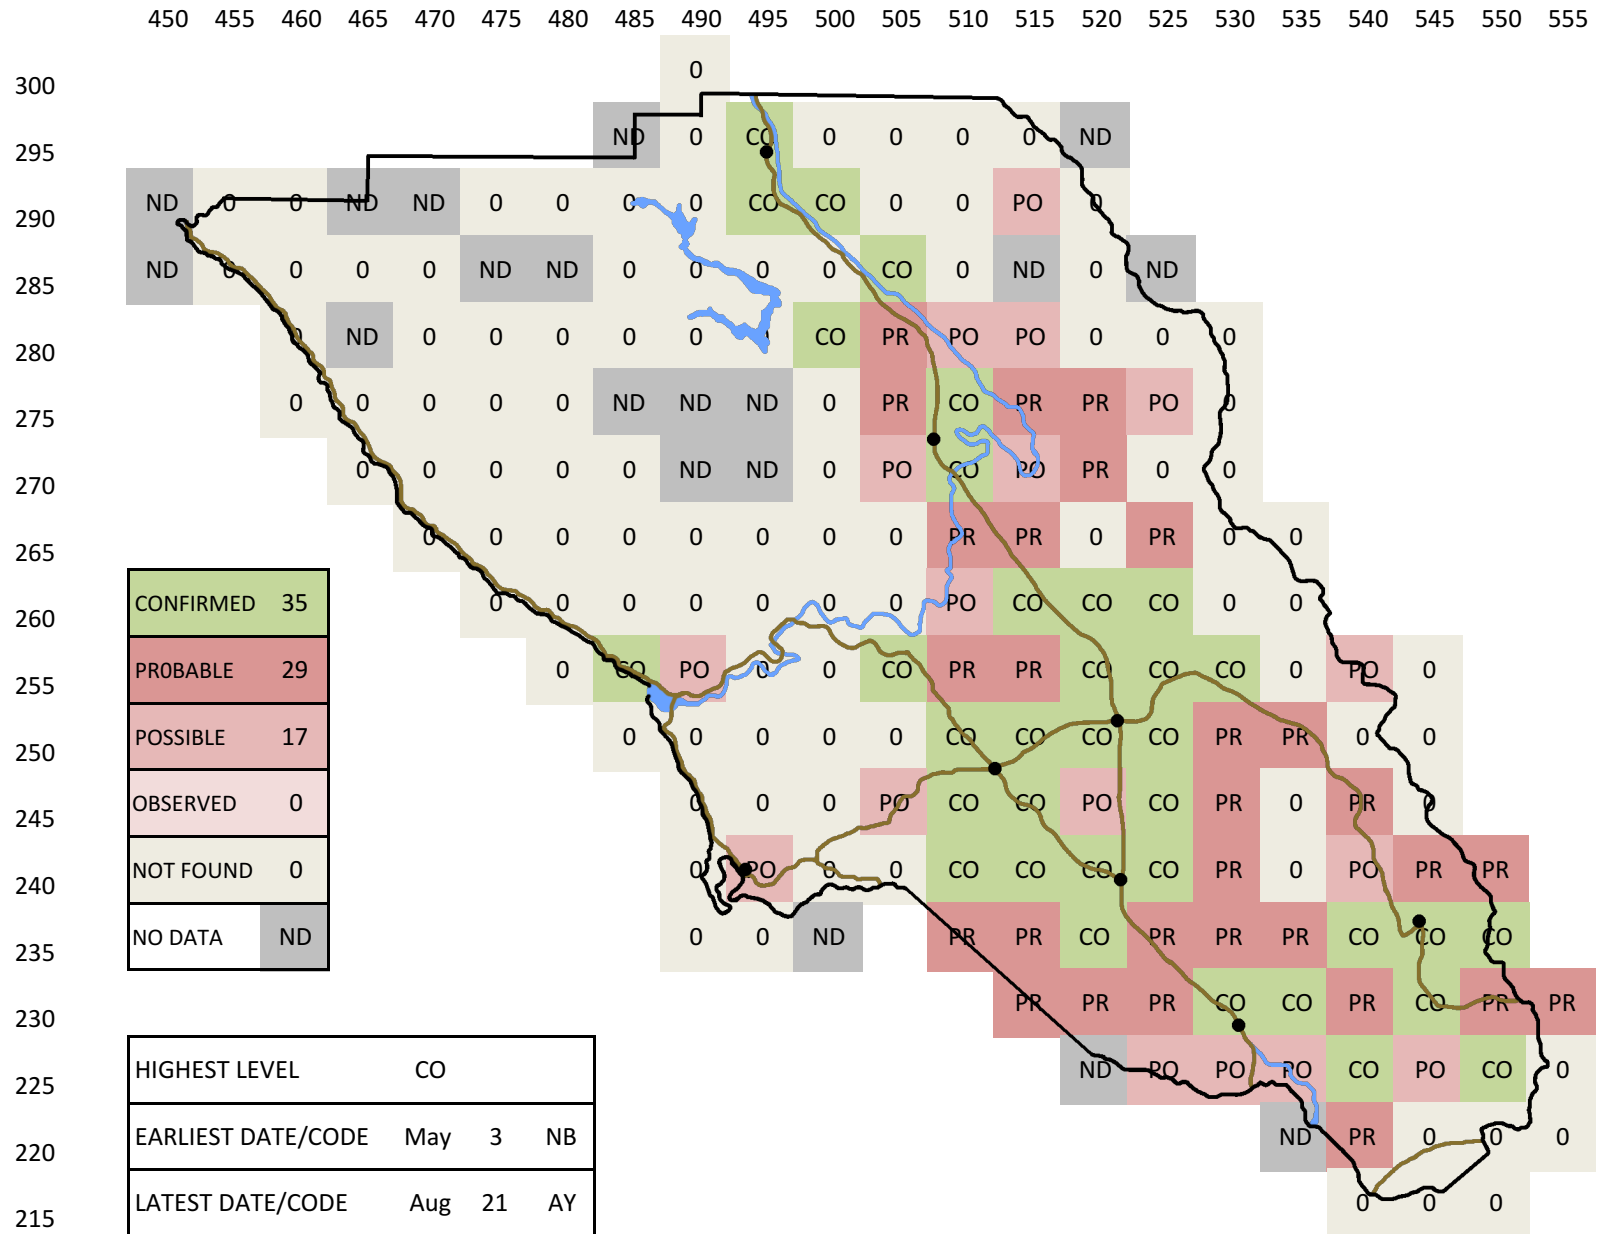 450 455 460 465 470 475 480 485 490 495 500 505 510 515 520 525 530 535 540 545 550 555
0
300
ND 0 CO 0 0 0 0 ND
295
ND 0 0 ND ND 0 0 0 0 CO CO 0 0 PO 0
290
ND 0 0 0 0 ND ND 0 0 0 0 CO 0 ND 0 ND
285
0 ND 0 0 0 0 0 0 CO PR PO PO 0 0 0
280
0 0 0 0 0 ND ND ND 0 PR CO PR PR PO 0
275
0 0 0 0 0 ND ND 0 PO CO PO PR 0 0
270
0 0 0 0 0 0 0 0 PR PR 0 PR 0 0
265
CONFIRMED 35 0 0 0 0 0 0 0 PO CO CO CO 0 0
260
PR0BABLE 29 0 CO PO 0 0 CO PR PR CO CO CO 0 PO 0
255
POSSIBLE 17 0 0 0 0 0 CO CO CO CO PR PR 0 0
250
OBSERVED 0 0 0 0 PO CO CO PO CO PR 0 PR 0
245
NOT FOUND 0 0 PO 0 0 CO CO CO CO PR 0 PO PR PR
240
NO DATA ND 0 0 ND PR PR CO PR PR PR CO CO CO
235
PR PR PR CO CO PR CO PR PR
230
HIGHEST LEVEL CO ND PO PO PO CO PO CO 0
225
EARLIEST DATE/CODE May 3 NB ND PR 0 0 0
220
LATEST DATE/CODE Aug 21 AY 0 0 0
215